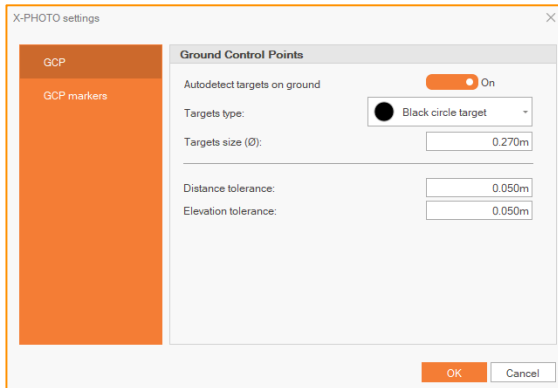 X-PHOTO settings
GCP
GCP markers
Ground Control Points
Autodetect targets on ground
On
Targets type:
Black circle target
Targets size (Ø):
0.270m
Distance tolerance:
0.050m
Elevation tolerance:
0.050m
OK
Cancel